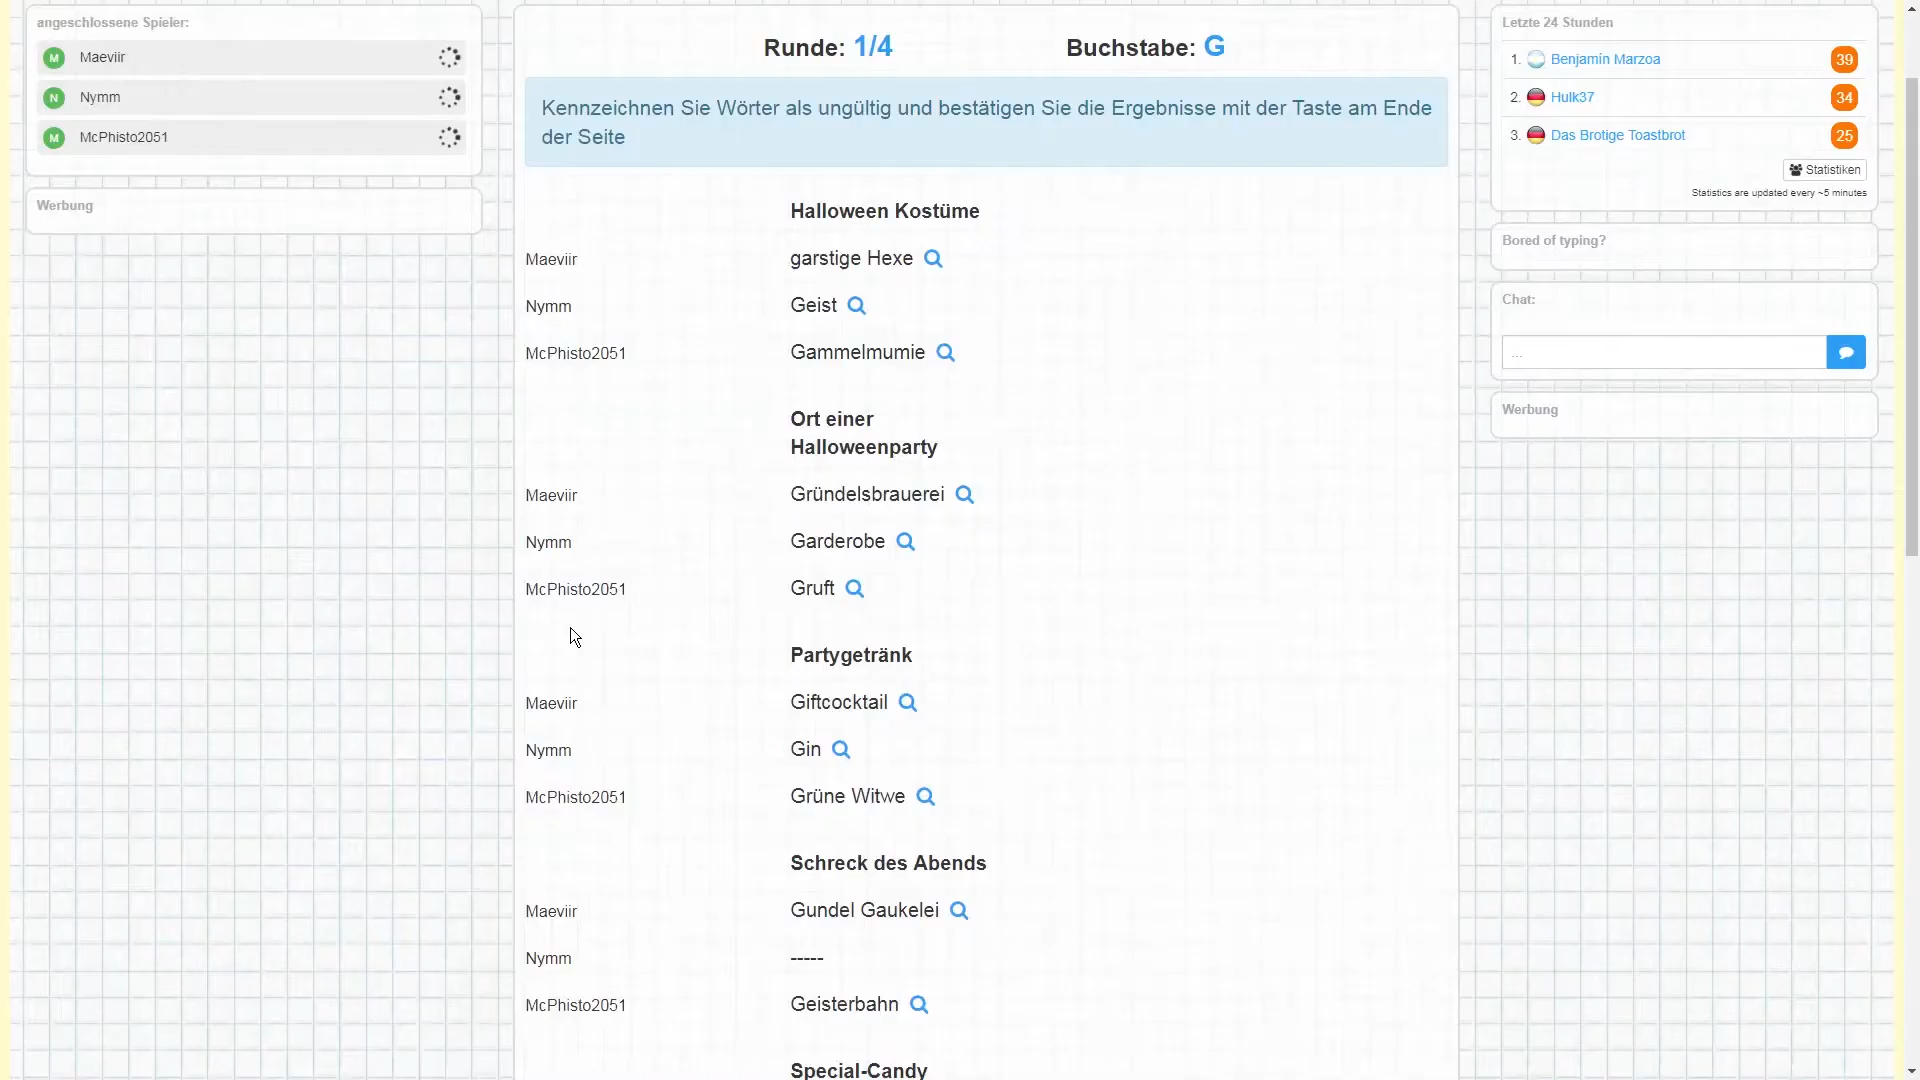 angeschlossene Spieler:
M Maeviir
N Nymm
M McPhisto2051
Werbung
Runde: 1/4 Buchstabe: G
Kennzeichnen Sie Wörter als ungültig und bestätigen Sie die Ergebnisse mit der Taste am Ende
der Seite
Halloween Kostüme
Maeviir garstige Hexe
Nymm Geist
McPhisto2051 Gammelmumie
Ort einer
Halloweenparty
Maeviir Gründelsbrauerei
Nymm Garderobe
McPhisto2051 Gruft
Partygetränk
Maeviir Giftcocktail
Nymm Gin
McPhisto2051 Grüne Witwe
Schreck des Abends
Maeviir Gundel Gaukelei
Nymm -----
McPhisto2051 Geisterbahn
Special-Candy
Letzte 24 Stunden
1. Benjamín Marzoa 39
2. Hulk37 34
3. Das Brotige Toastbrot 25
Statistiken
Statistics are updated every ~5 minutes
Bored of typing?
Chat:
...
Werbung